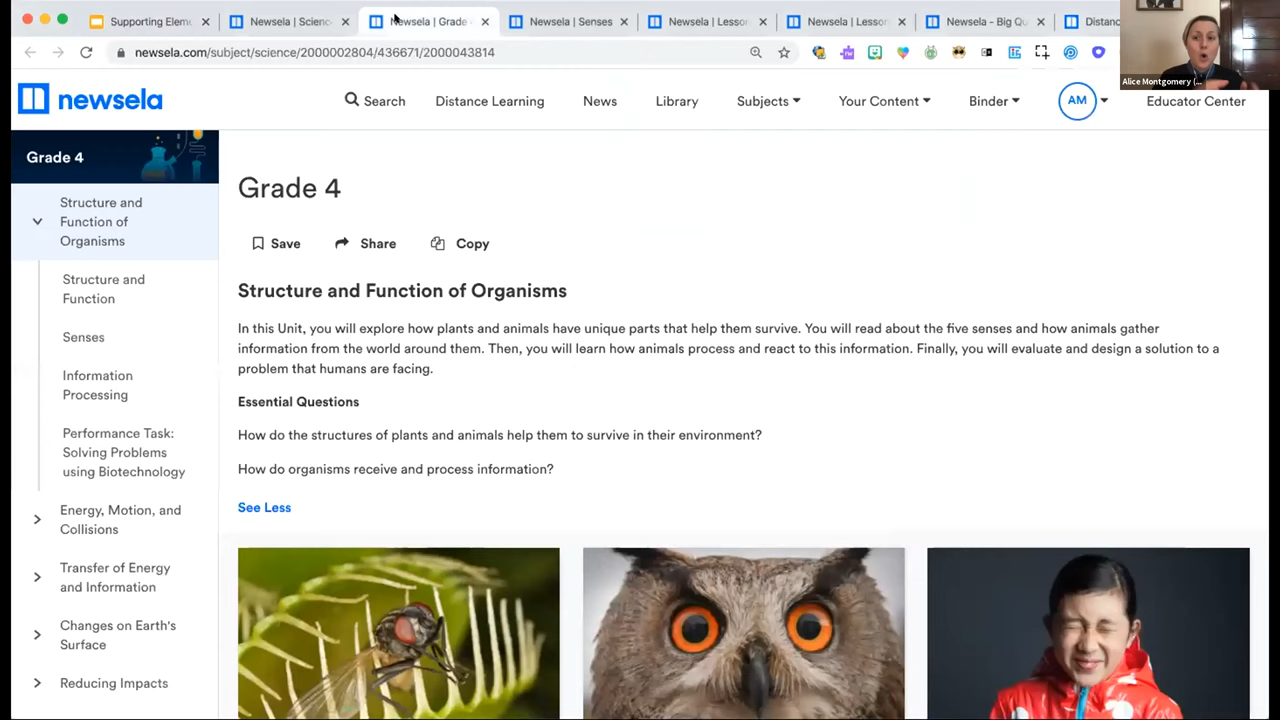 Supporting Elem
Newsela | Scienc
Newsela | Grade
Newsela | Senses
Newsela | Lesson
Newsela | Lesson
Newsela - Big Qu
Distanc
newsela.com/subject/science/2000002804/436671/2000043814
Alice Montgomery (...
newsela
Search
Distance Learning
News
Library
Subjects
Your Content
Binder
AM
Educator Center
Grade 4
Structure and
Function of
Organisms
Structure and
Function
Senses
Information
Processing
Performance Task:
Solving Problems
using Biotechnology
Energy, Motion, and
Collisions
Transfer of Energy
and Information
Changes on Earth's
Surface
Reducing Impacts
Grade 4
Save
Share
Copy
Structure and Function of Organisms
In this Unit, you will explore how plants and animals have unique parts that help them survive. You will read about the five senses and how animals gather
information from the world around them. Then, you will learn how animals process and react to this information. Finally, you will evaluate and design a solution to a
problem that humans are facing.
Essential Questions
How do the structures of plants and animals help them to survive in their environment?
How do organisms receive and process information?
See Less